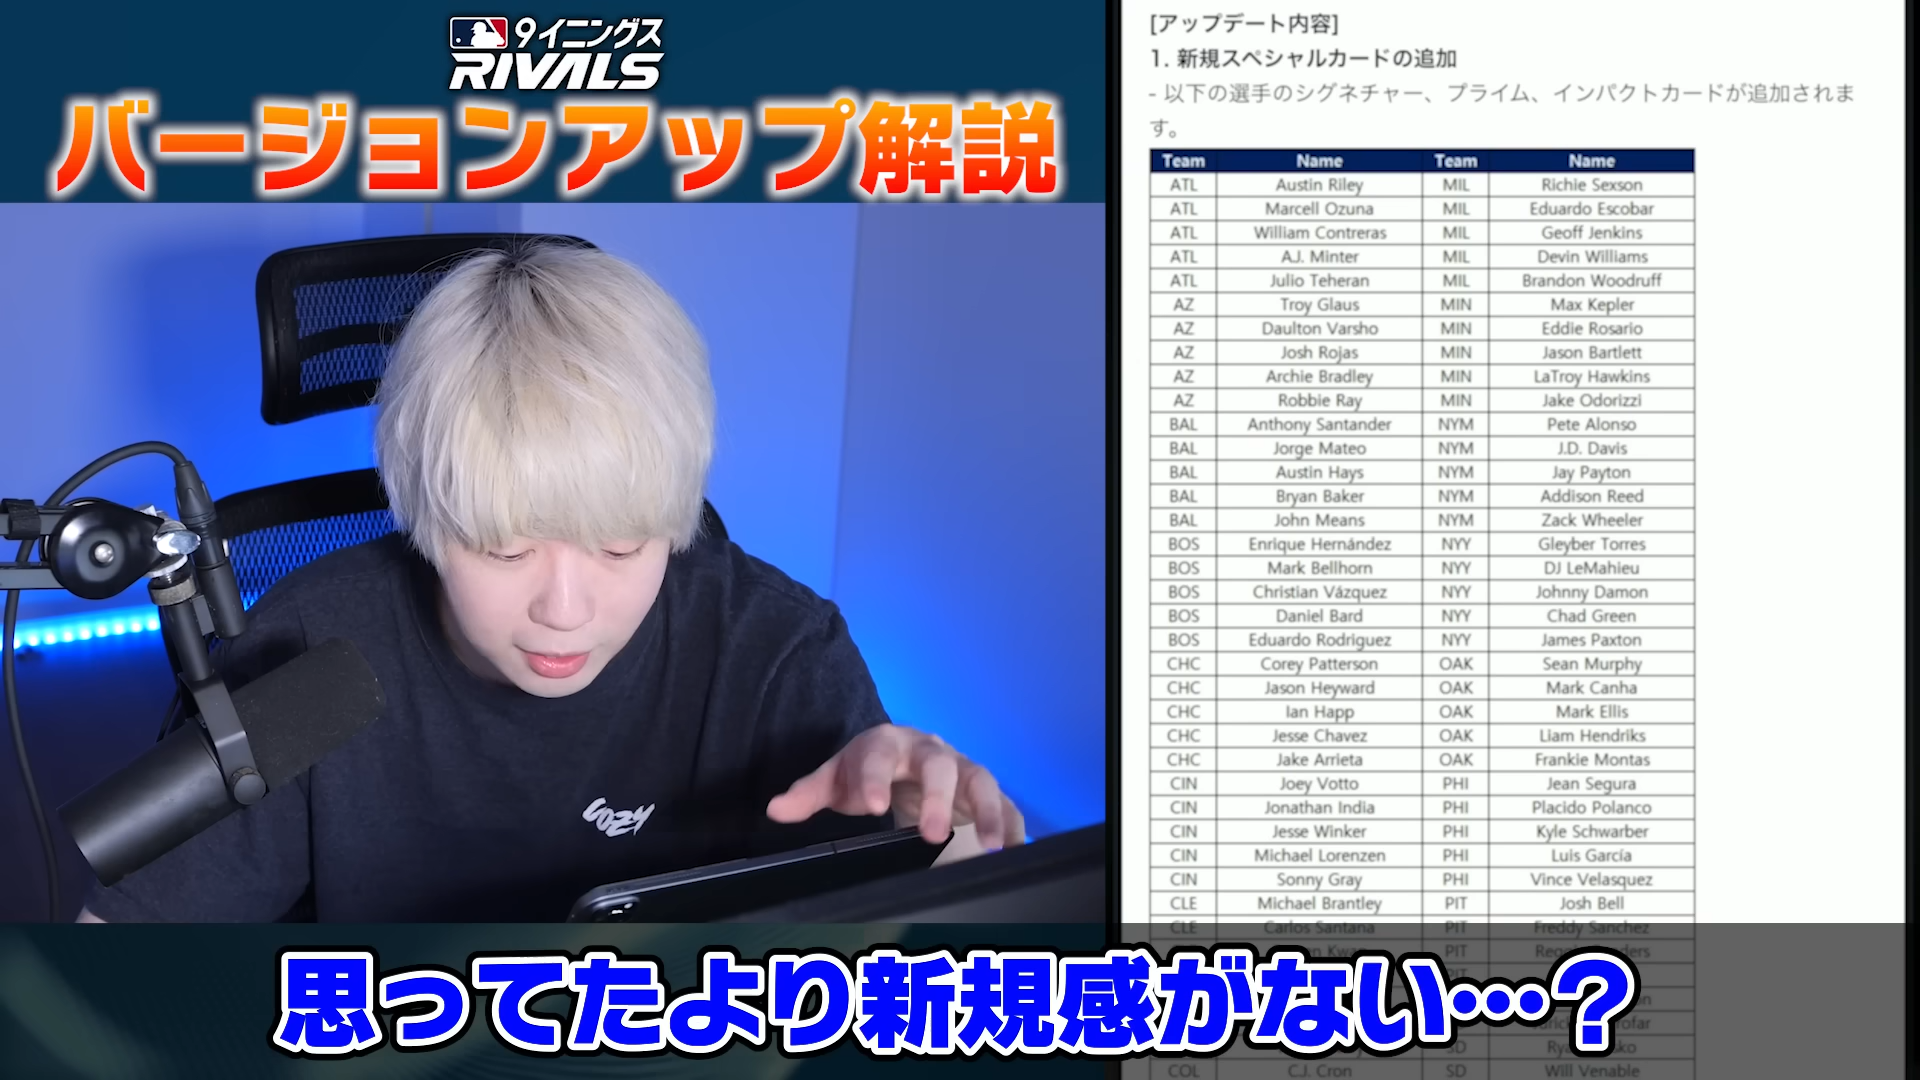 9イニングス
RIVALS
バージョンアップ解説
cozy
[アップデート内容]
1. 新規スペシャルカードの追加
- 以下の選手のシグネチャー、プライム、インパクトカードが追加されま
す。
Team Name Team Name
ATL Austin Riley MIL Richie Sexson
ATL Marcell Ozuna MIL Eduardo Escobar
ATL William Contreras MIL Geoff Jenkins
ATL A.J. Minter MIL Devin Williams
ATL Julio Teheran MIL Brandon Woodruff
AZ Troy Glaus MIN Max Kepler
AZ Daulton Varsho MIN Eddie Rosario
AZ Josh Rojas MIN Jason Bartlett
AZ Archie Bradley MIN LaTroy Hawkins
AZ Robbie Ray MIN Jake Odorizzi
BAL Anthony Santander NYM Pete Alonso
BAL Jorge Mateo NYM J.D. Davis
BAL Austin Hays NYM Jay Payton
BAL Bryan Baker NYM Addison Reed
BAL John Means NYM Zack Wheeler
BOS Enrique Hernández NYY Gleyber Torres
BOS Mark Bellhorn NYY DJ LeMahieu
BOS Christian Vázquez NYY Johnny Damon
BOS Daniel Bard NYY Chad Green
BOS Eduardo Rodriguez NYY James Paxton
CHC Corey Patterson OAK Sean Murphy
CHC Jason Heyward OAK Mark Canha
CHC Ian Happ OAK Mark Ellis
CHC Jesse Chavez OAK Liam Hendriks
CHC Jake Arrieta OAK Frankie Montas
CIN Joey Votto PHI Jean Segura
CIN Jonathan India PHI Placido Polanco
CIN Jesse Winker PHI Kyle Schwarber
CIN Michael Lorenzen PHI Luis García
CIN Sonny Gray PHI Vince Velasquez
CLE Michael Brantley PIT Josh Bell
CLE Carlos Santana PIT Freddy Sanchez
PIT
SD
COL C.J. Cron SD Will Venable
思ってたより新規感がない…?